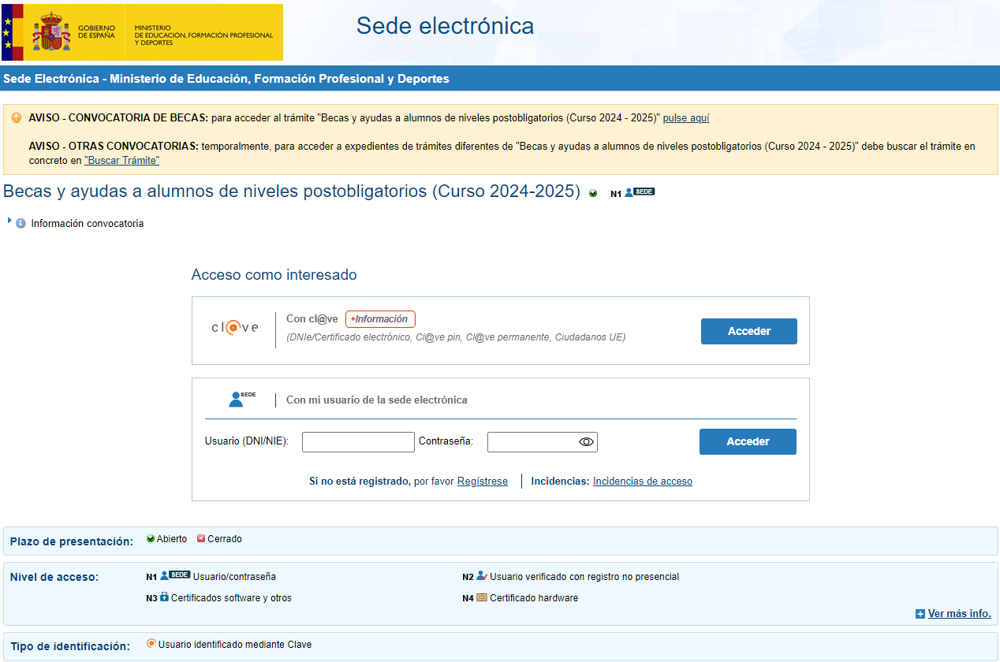 GOBIERNO
DE ESPAÑA
MINISTERIO
DE EDUCACIÓN, FORMACIÓN PROFESIONAL
Y DEPORTES
Sede electrónica
Sede Electrónica - Ministerio de Educación, Formación Profesional y Deportes
AVISO - CONVOCATORIA DE BECAS: para acceder al trámite "Becas y ayudas a alumnos de niveles postobligatorios (Curso 2024 - 2025)" pulse aquí
AVISO - OTRAS CONVOCATORIAS: temporalmente, para acceder a expedientes de trámites diferentes de "Becas y ayudas a alumnos de niveles postobligatorios (Curso 2024 - 2025)" debe buscar el trámite en
concreto en "Buscar Trámite"
Becas y ayudas a alumnos de niveles postobligatorios (Curso 2024-2025) N1 SEDE
Información convocatoria
Acceso como interesado
cl@ve
Con cl@ve +Información
(DNIe/Certificado electrónico, Cl@ve pin, Cl@ve permanente, Ciudadanos UE)
Acceder
SEDE
Con mi usuario de la sede electrónica
Usuario (DNI/NIE): Contraseña: Acceder
Si no está registrado, por favor Regístrese Incidencias: Incidencias de acceso
Plazo de presentación: Abierto Cerrado
Nivel de acceso: N1 SEDE Usuario/contraseña N2 Usuario verificado con registro no presencial
N3 Certificados software y otros N4 Certificado hardware
Ver más info.
Tipo de identificación: Usuario identificado mediante Clave